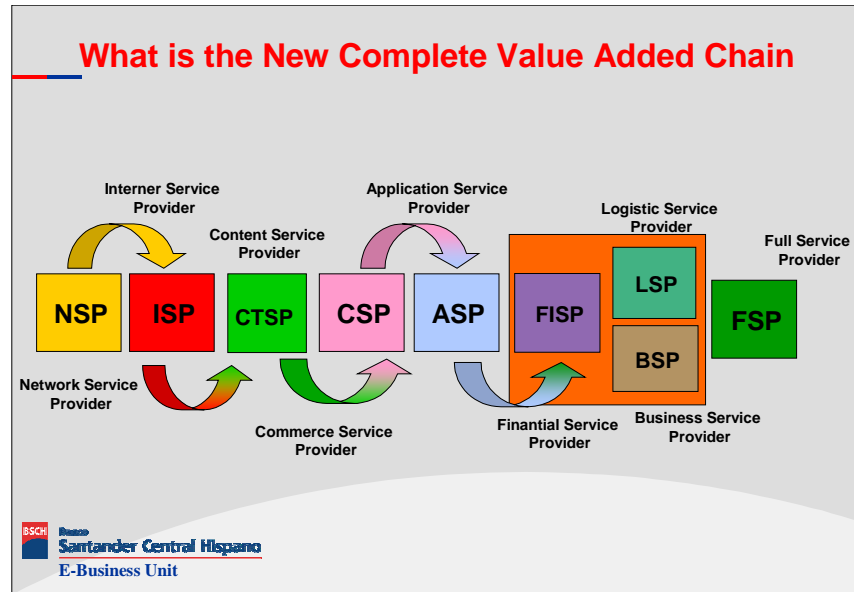 What is the New Complete Value Added Chain
Interner Service
Provider
Application Service
Provider
Logistic Service
Provider
Content Service
Provider
Full Service
Provider
NSP
ISP
CTSP
CSP
ASP
FISP
LSP
BSP
FSP
Network Service
Provider
Commerce Service
Provider
Finantial Service
Provider
Business Service
Provider
BSCH
Banco
Santander Central Hispano
E-Business Unit